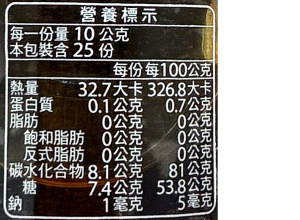 營養標示
每一份量 10 公克
本包裝含 25 份
每份 每100公克
熱量 32.7大卡 326.8大卡
蛋白質 0.1公克 0.7公克
脂肪 0公克 0公克
飽和脂肪 0公克 0公克
反式脂肪 0公克 0公克
碳水化合物 8.1公克 81公克
糖 7.4公克 53.8公克
鈉 1毫克 5毫克